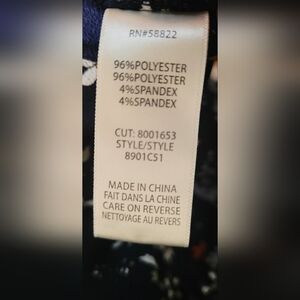 RN#58822
96%POLYESTER
96%POLYESTER
4%SPANDEX
4%SPANDEX
CUT: 8001653
STYLE/STYLE
8901C51
MADE IN CHINA
FAIT DANS LA CHINE
CARE ON REVERSE
NETTOYAGE AU REVERS